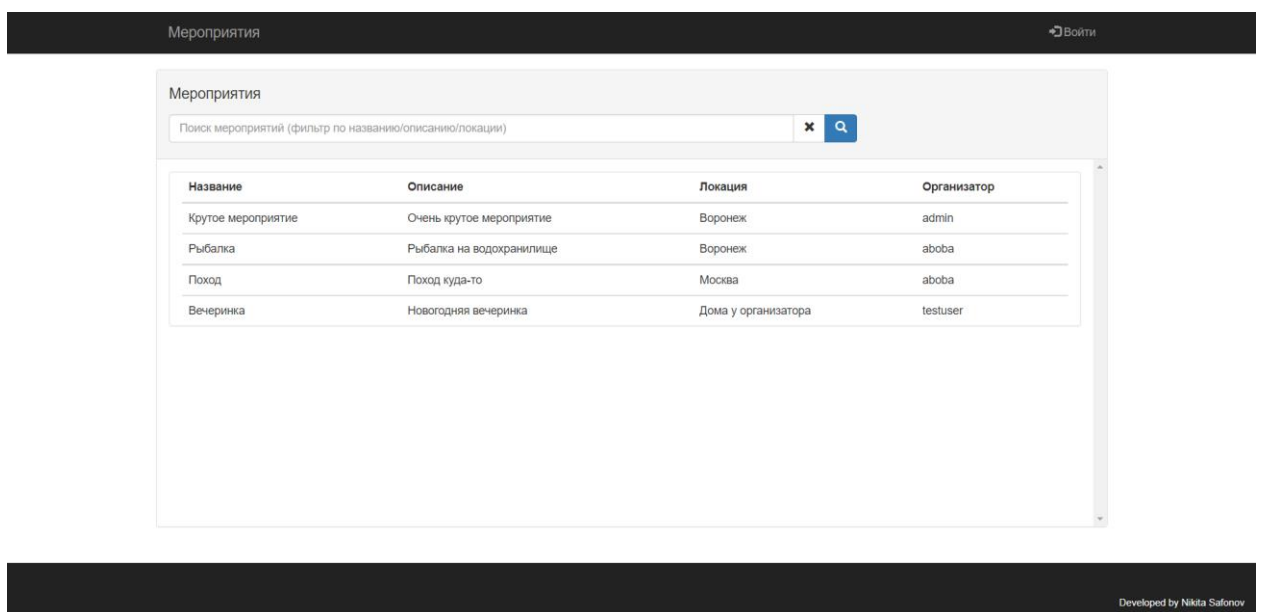 Мероприятия Войти
Мероприятия
Поиск мероприятий (фильтр по названию/описанию/локации)
Название Описание Локация Организатор
Крутое мероприятие Очень крутое мероприятие Воронеж admin
Рыбалка Рыбалка на водохранилище Воронеж aboba
Поход Поход куда-то Москва aboba
Вечеринка Новогодняя вечеринка Дома у организатора testuser
Developed by Nikita Safonov